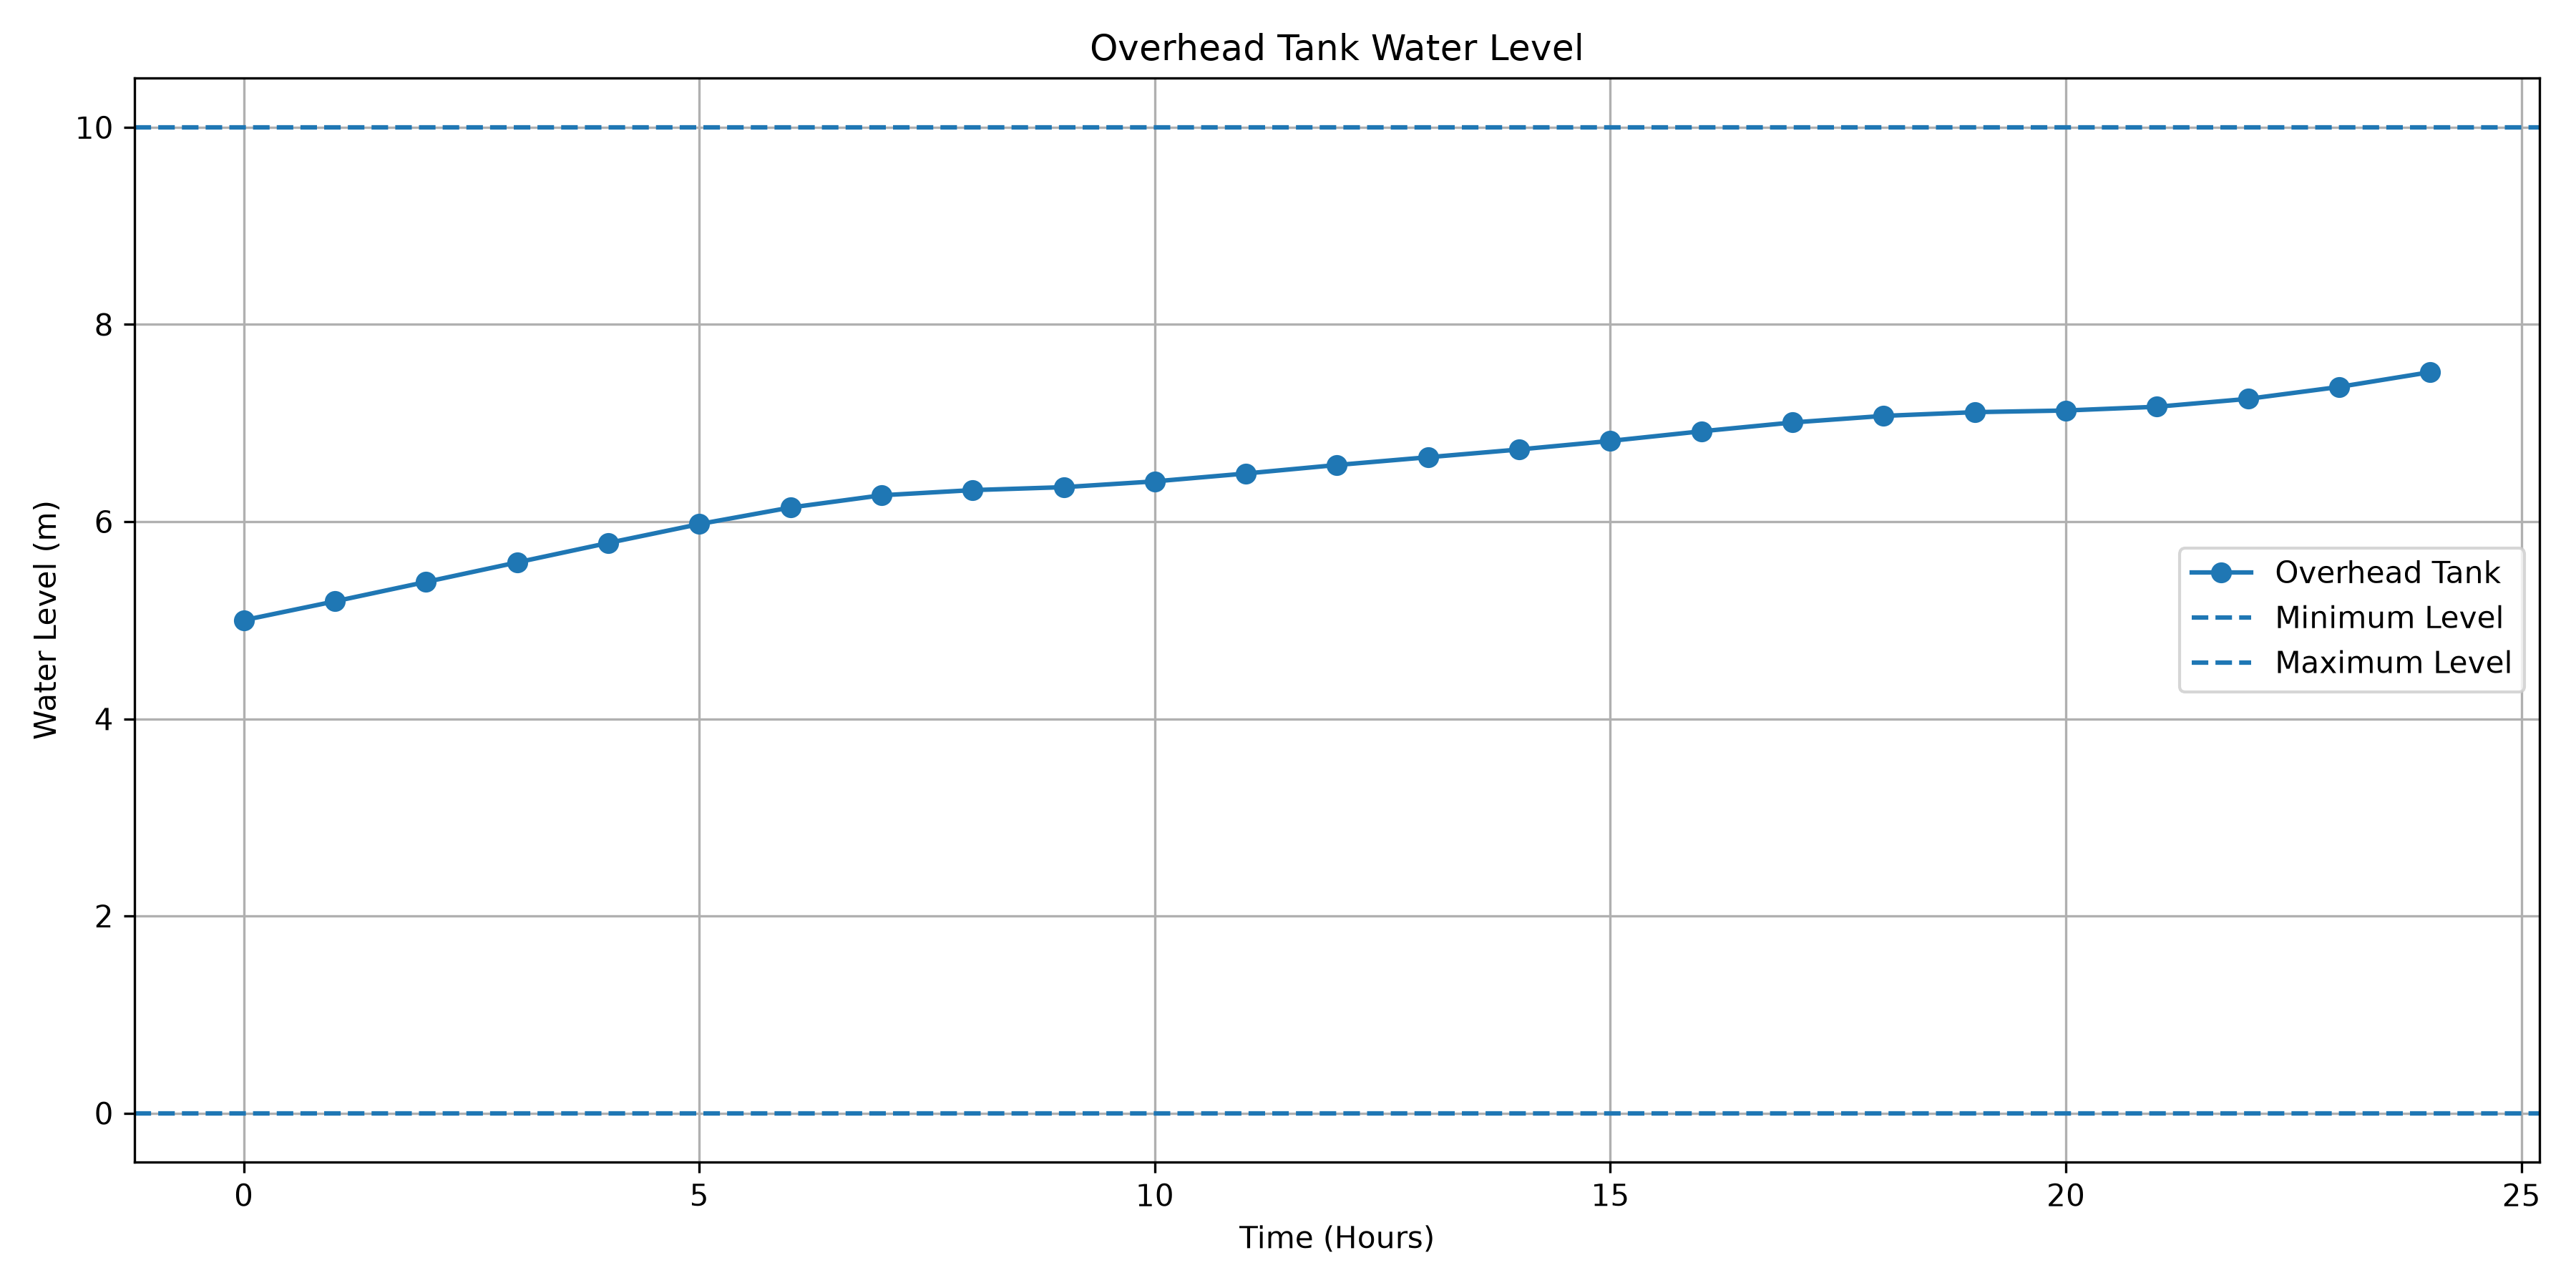 Overhead Tank Water Level
10
8
6
4
2
0
Water Level (m)
Overhead Tank
Minimum Level
Maximum Level
0 5 10 15 20 25
Time (Hours)